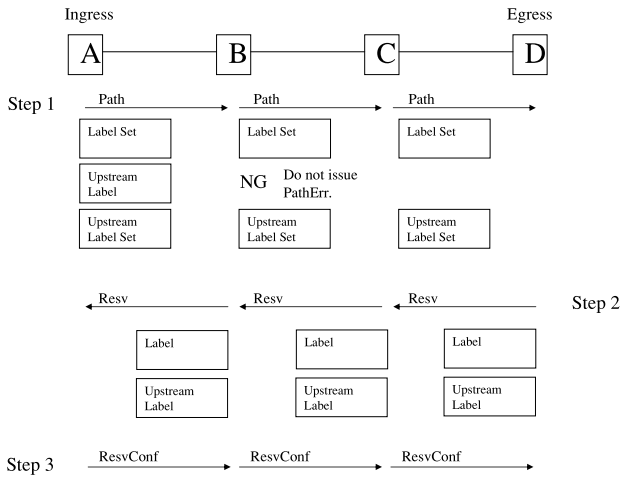 Ingress
Egress
A
B
C
D
Step 1
Path
Path
Path
Label Set
Label Set
Label Set
Upstream
Label
NG
Do not issue
PathErr.
Upstream
Label Set
Upstream
Label Set
Upstream
Label Set
Resv
Resv
Resv
Step 2
Label
Label
Label
Upstream
Label
Upstream
Label
Upstream
Label
Step 3
ResvConf
ResvConf
ResvConf